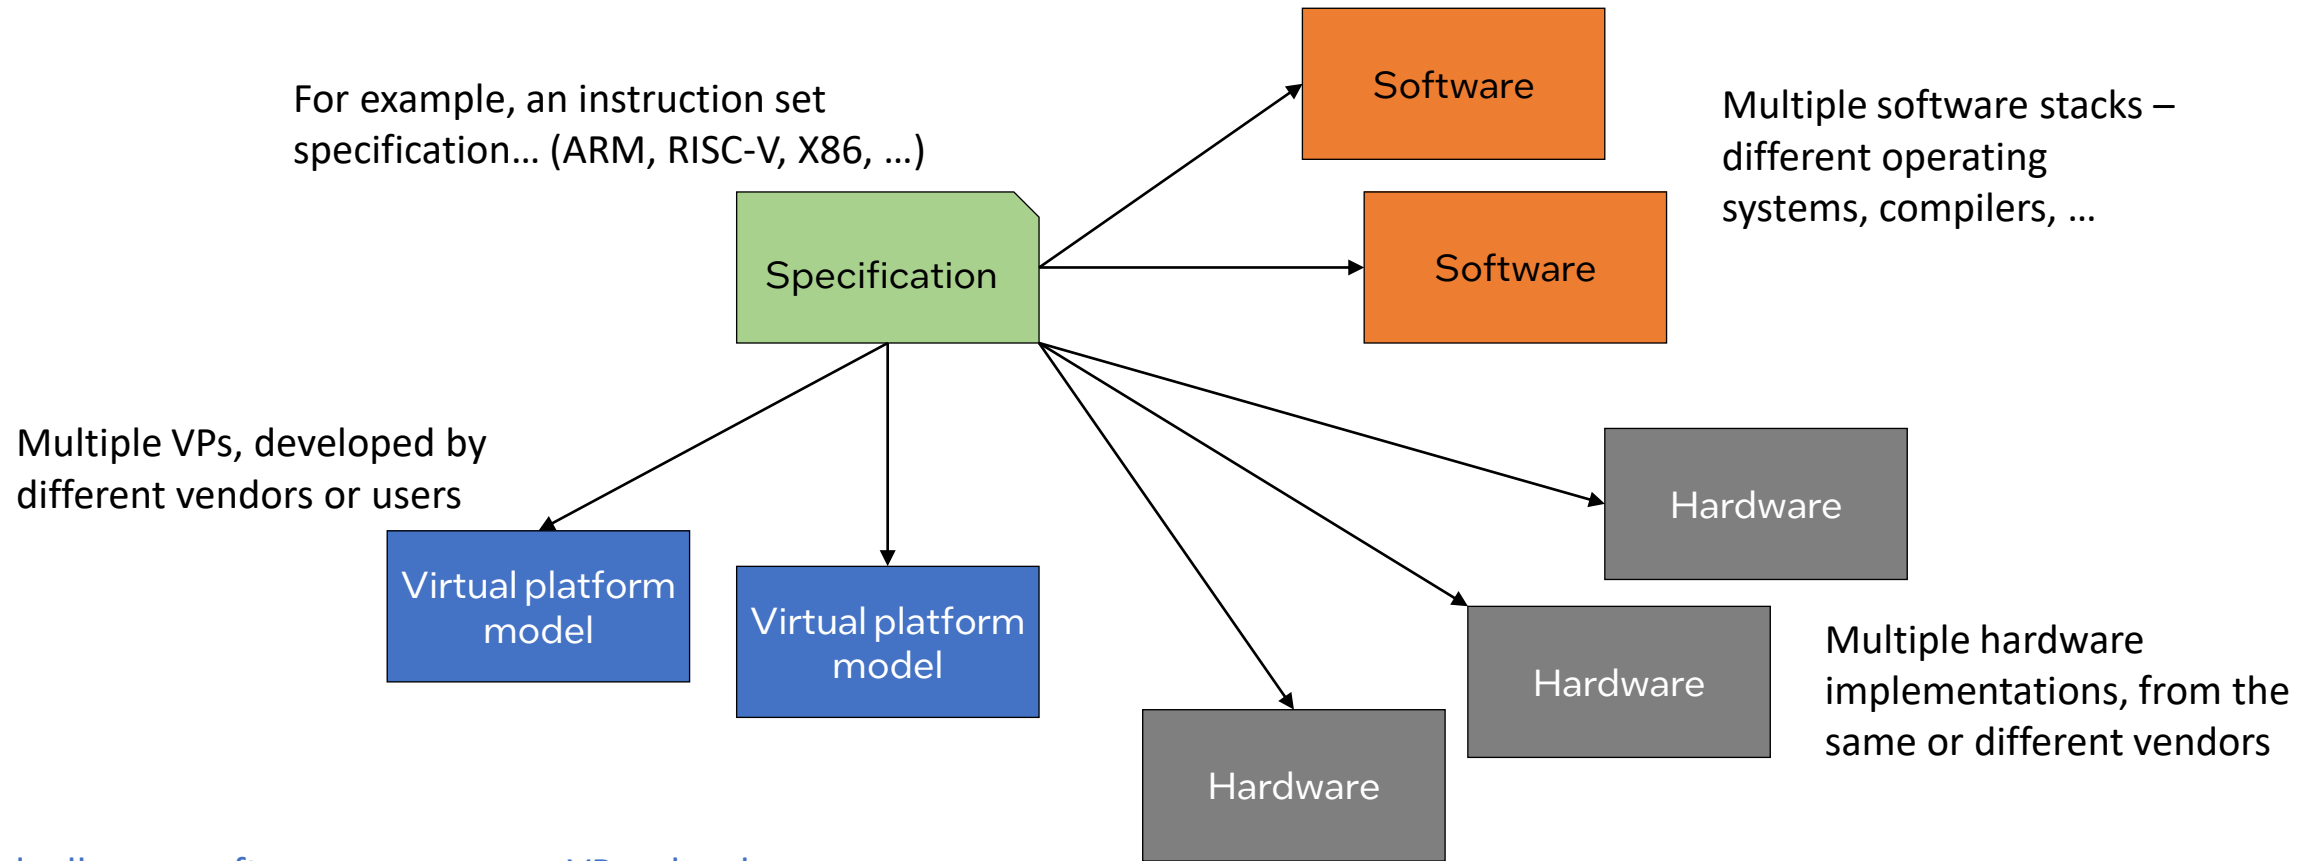 For example, an instruction set
specification… (ARM, RISC-V, X86, …)
Software
Multiple software stacks –
different operating
systems, compilers, …
Specification
Software
Multiple VPs, developed by
different vendors or users
Virtual platform
model
Virtual platform
model
Hardware
Hardware
Multiple hardware
implementations, from the
same or different vendors
Hardware